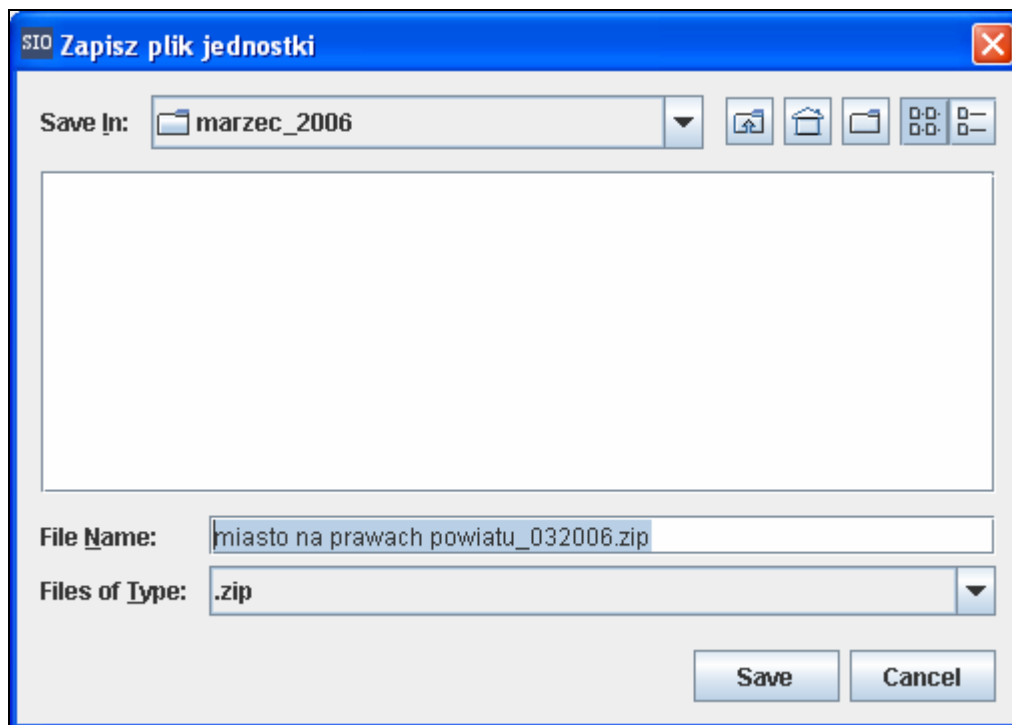 SIO Zapisz plik jednostki
Save In: marzec_2006
File Name: miasto na prawach powiatu_032006.zip
Files of Type: .zip
Save Cancel